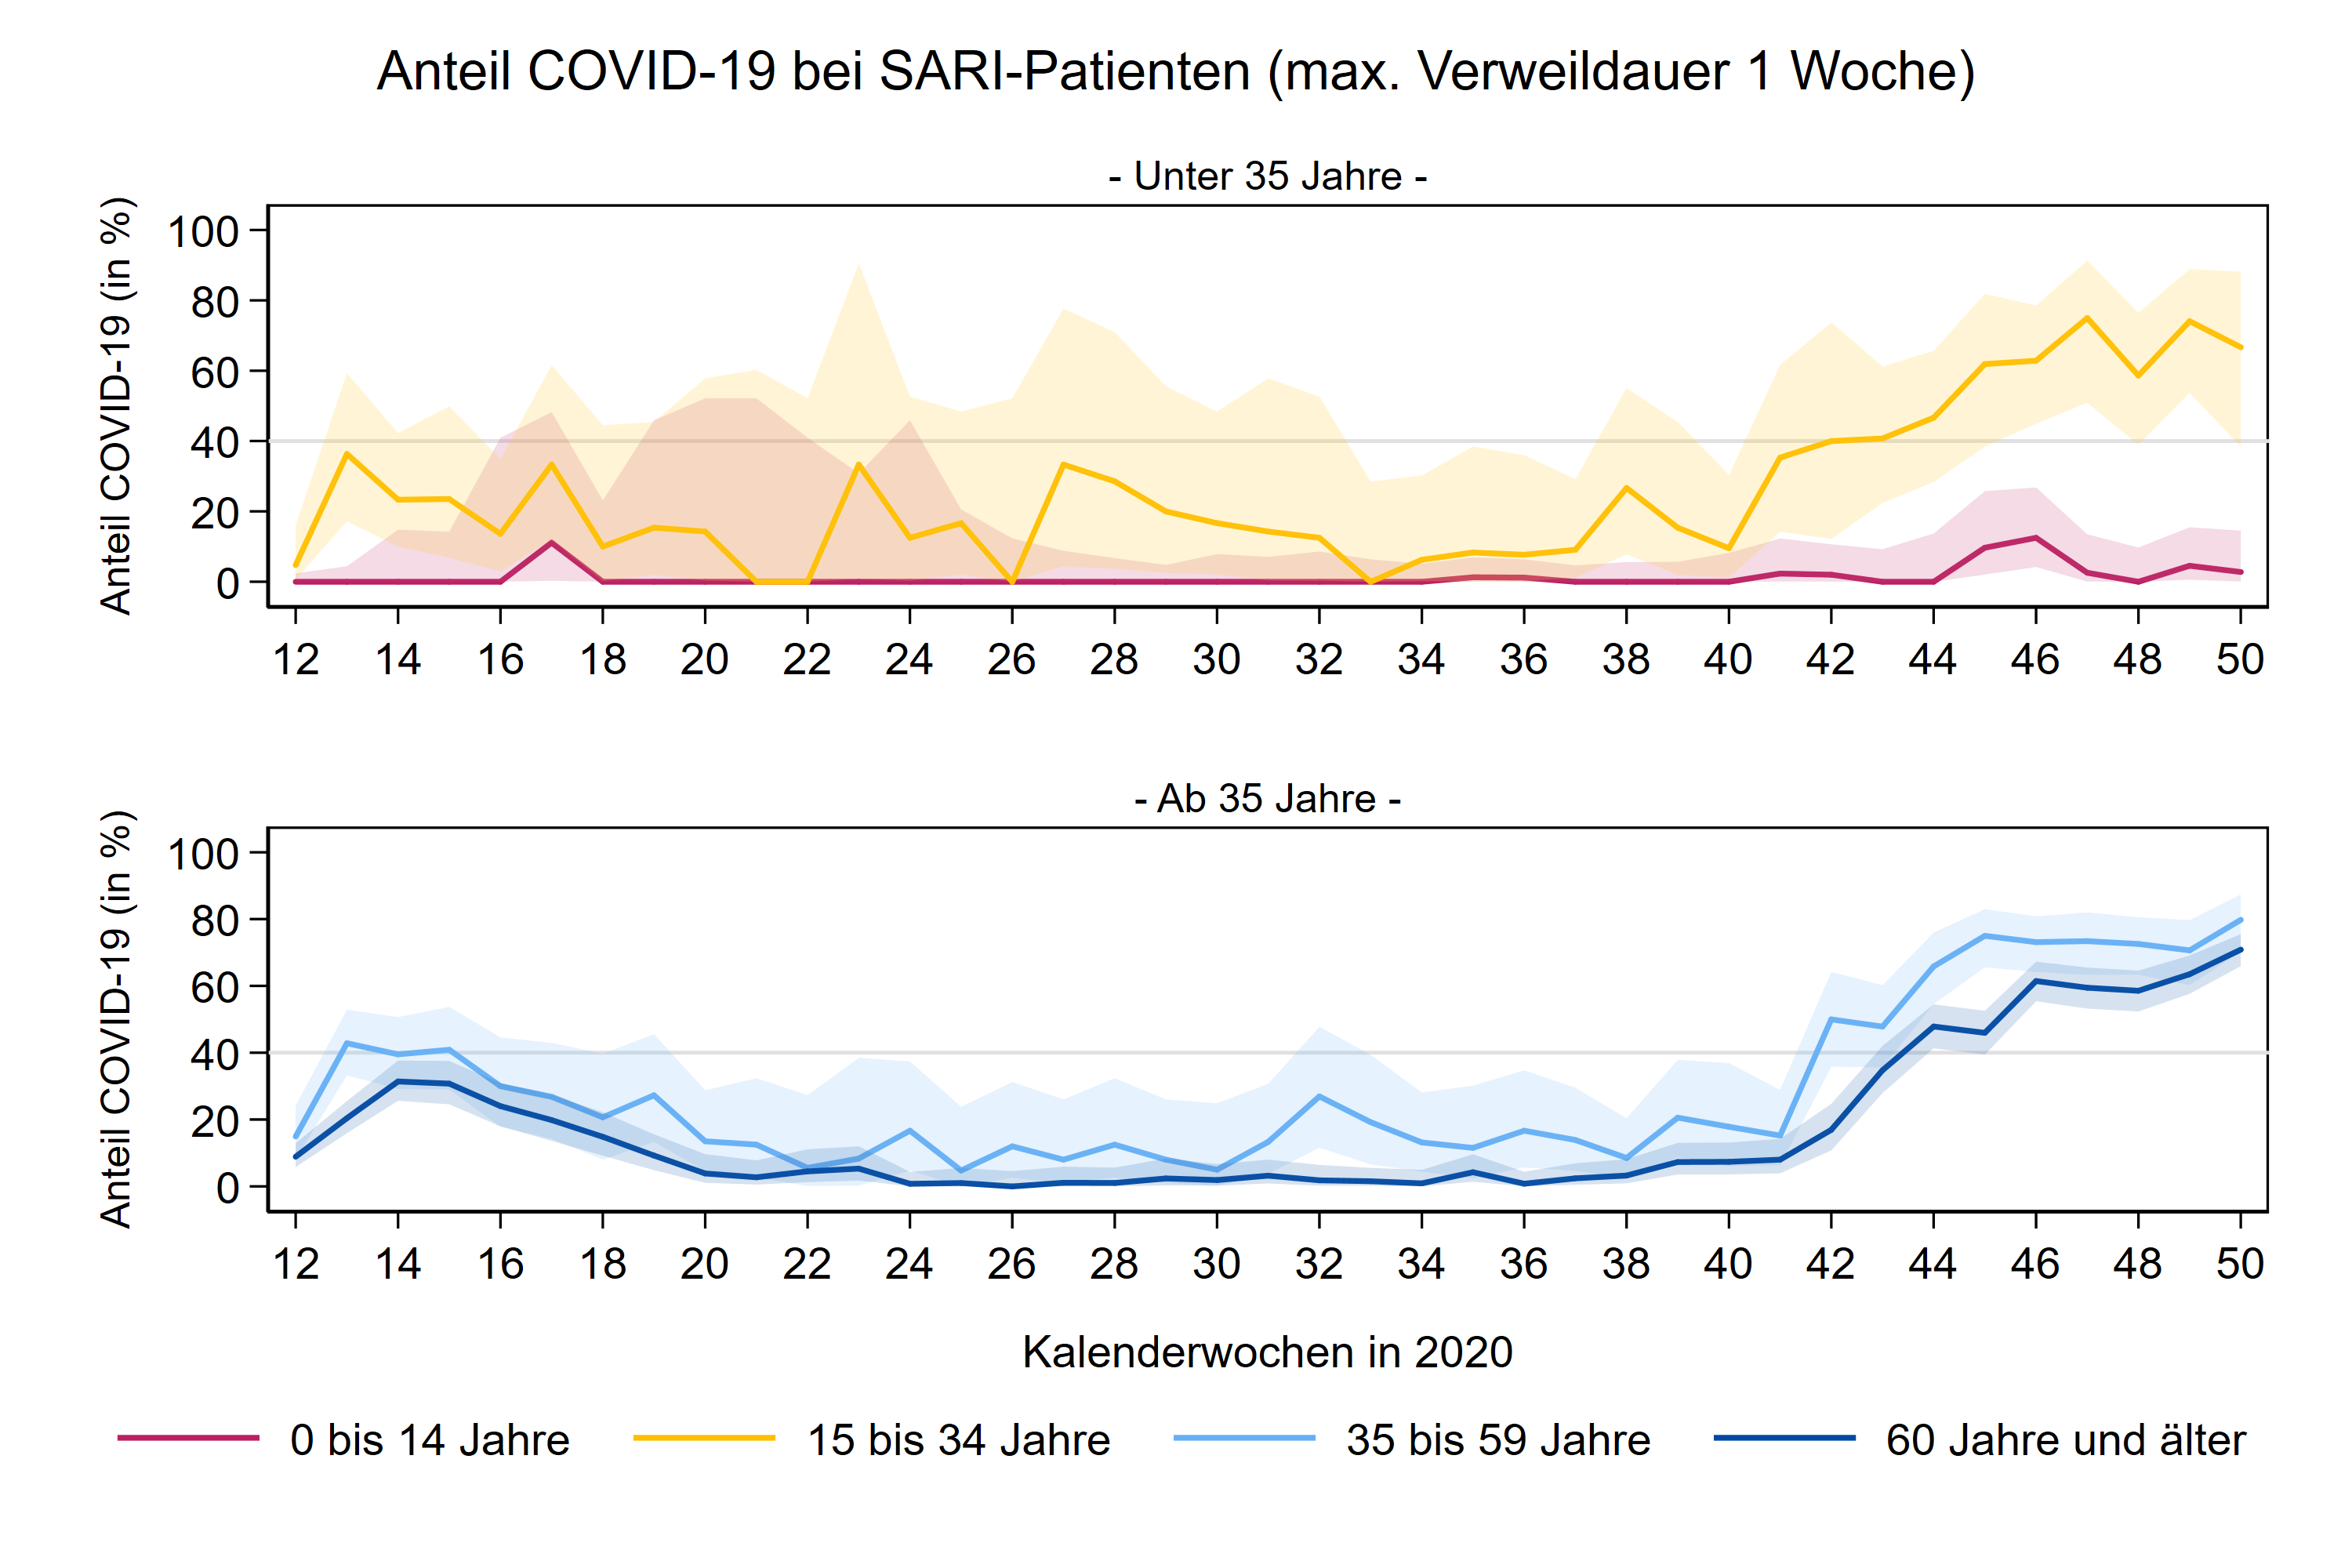 Anteil COVID-19 bei SARI-Patienten (max. Verweildauer 1 Woche)
- Unter 35 Jahre -
Anteil COVID-19 (in %)
100
80
60
40
20
0
12 14 16 18 20 22 24 26 28 30 32 34 36 38 40 42 44 46 48 50
- Ab 35 Jahre -
Anteil COVID-19 (in %)
100
80
60
40
20
0
12 14 16 18 20 22 24 26 28 30 32 34 36 38 40 42 44 46 48 50
Kalenderwochen in 2020
0 bis 14 Jahre 15 bis 34 Jahre 35 bis 59 Jahre 60 Jahre und älter